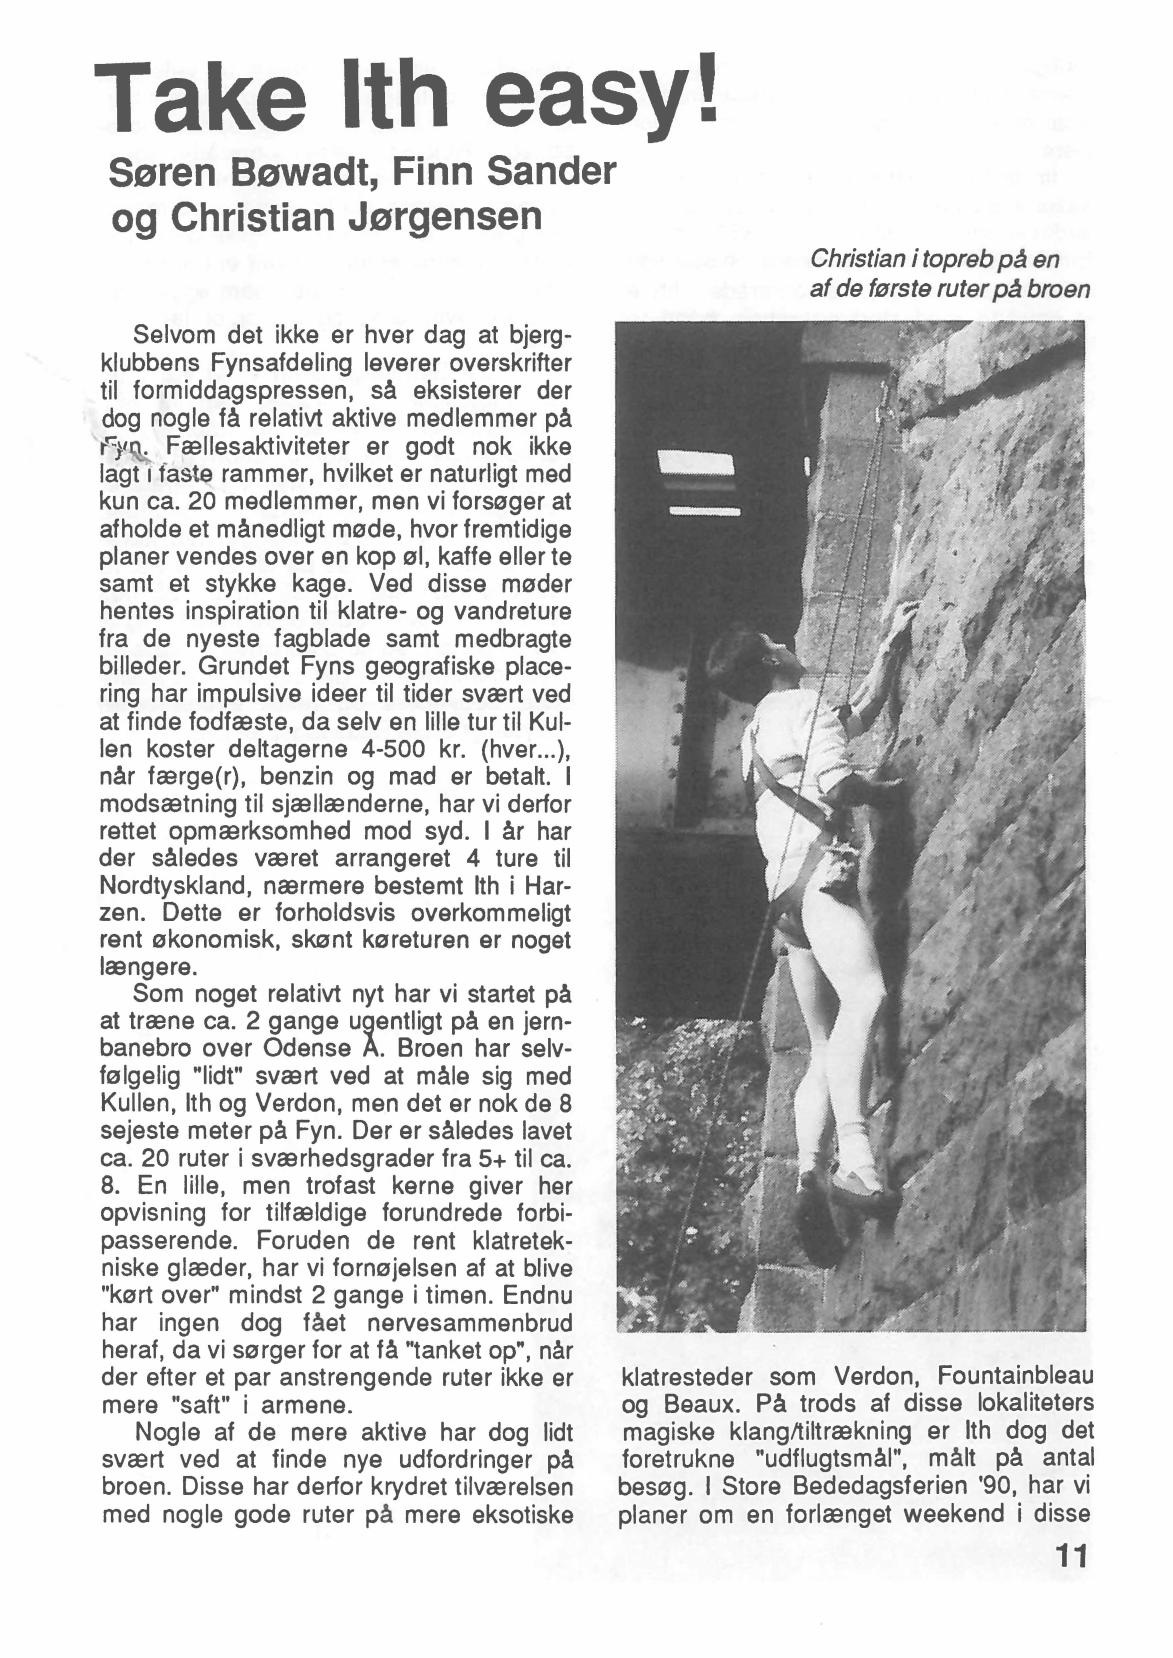 Take Ith easy!
Søren Bøwadt, Finn Sander
og Christian Jørgensen
Christian i topreb på en
af de første ruter på broen
Selvom det ikke er hver dag at bjerg-
klubbens Fynsafdeling leverer overskrifter
til formiddagspressen, så eksisterer der
dog nogle få relativt aktive medlemmer på
Fyn. Fællesaktiviteter er godt nok ikke
lagt i faste rammer, hvilket er naturligt med
kun ca. 20 medlemmer, men vi forsøger at
afholde et månedligt møde, hvor fremtidige
planer vendes over en kop øl, kaffe eller te
samt et stykke kage. Ved disse møder
hentes inspiration til klatre- og vandreture
fra de nyeste fagblade samt medbragte
billeder. Grundet Fyns geografiske place-
ring har impulsive ideer til tider svært ved
at finde fodfæste, da selv en lille tur til Kul-
len koster deltagerne 4-500 kr. (hver...),
når færge(r), benzin og mad er betalt. I
modsætning til sjællænderne, har vi derfor
rettet opmærksomhed mod syd. I år har
der således været arrangeret 4 ture til
Nordtyskland, nærmere bestemt Ith i Har-
zen. Dette er forholdsvis overkommeligt
rent økonomisk, skønt køreturen er noget
længere.
Som noget relativt nyt har vi startet på
at træne ca. 2 gange ugentligt på en jern-
banebro over Odense Å. Broen har selv-
følgelig "lidt" svært ved at måle sig med
Kullen, Ith og Verdon, men det er nok de 8
sejeste meter på Fyn. Der er således lavet
ca. 20 ruter i sværhedsgrader fra 5+ til ca.
8. En lille, men trofast kerne giver her
opvisning for tilfældige forundrede forbi-
passerende. Foruden de rent klatretek-
niske glæder, har vi fornøjelsen af at blive
"kørt over" mindst 2 gange i timen. Endnu
har ingen dog fået nervesammenbrud
heraf, da vi sørger for at få "tanket op", når
der efter et par anstrengende ruter ikke er
mere "saft" i armene.
Nogle af de mere aktive har dog lidt
svært ved at finde nye udfordringer på
broen. Disse har derfor krydret tilværelsen
med nogle gode ruter på mere eksotiske
klatresteder som Verdon, Fountainbleau
og Beaux. På trods af disse lokaliteters
magiske klang/tiltrækning er Ith dog det
foretrukne "udflugtsmål", målt på antal
besøg. I Store Bededagsferien '90, har vi
planer om en forlænget weekend i disse
11